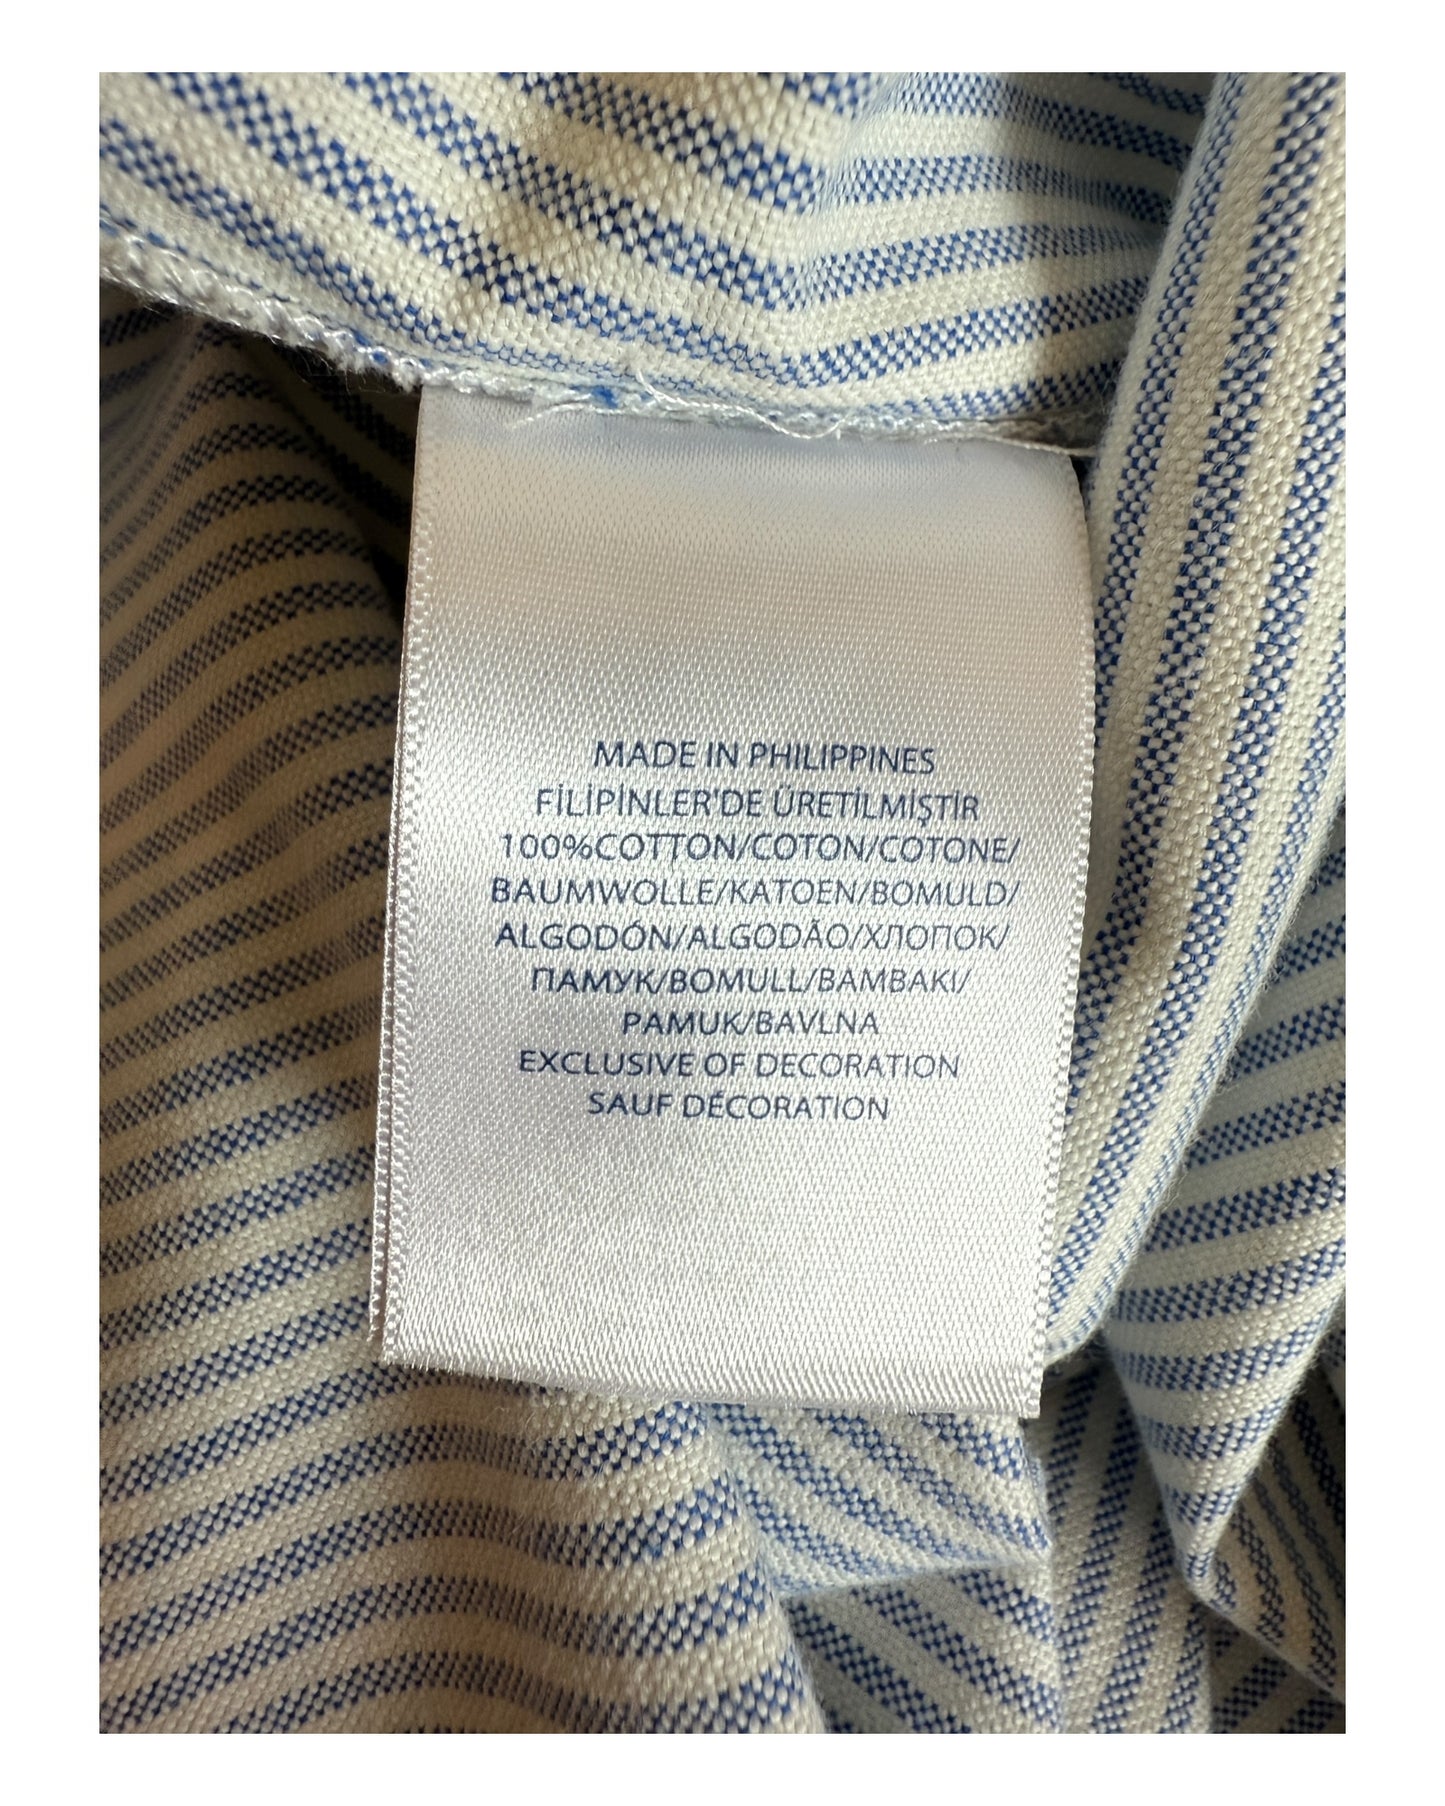 MADE IN PHILIPPINES
FİLİPİNLER'DE ÜRETİLMİŞTİR
100%COTTON/COTON/COTONE/
BAUMWOLLE/KATOEN/BOMULD/
ALGODÓN/ALGODÃO/ХЛОПОК/
ПАМУК/BOMULL/BAMBAKI/
PAMUK/BAVLNA
EXCLUSIVE OF DECORATION
SAUF DÉCORATION